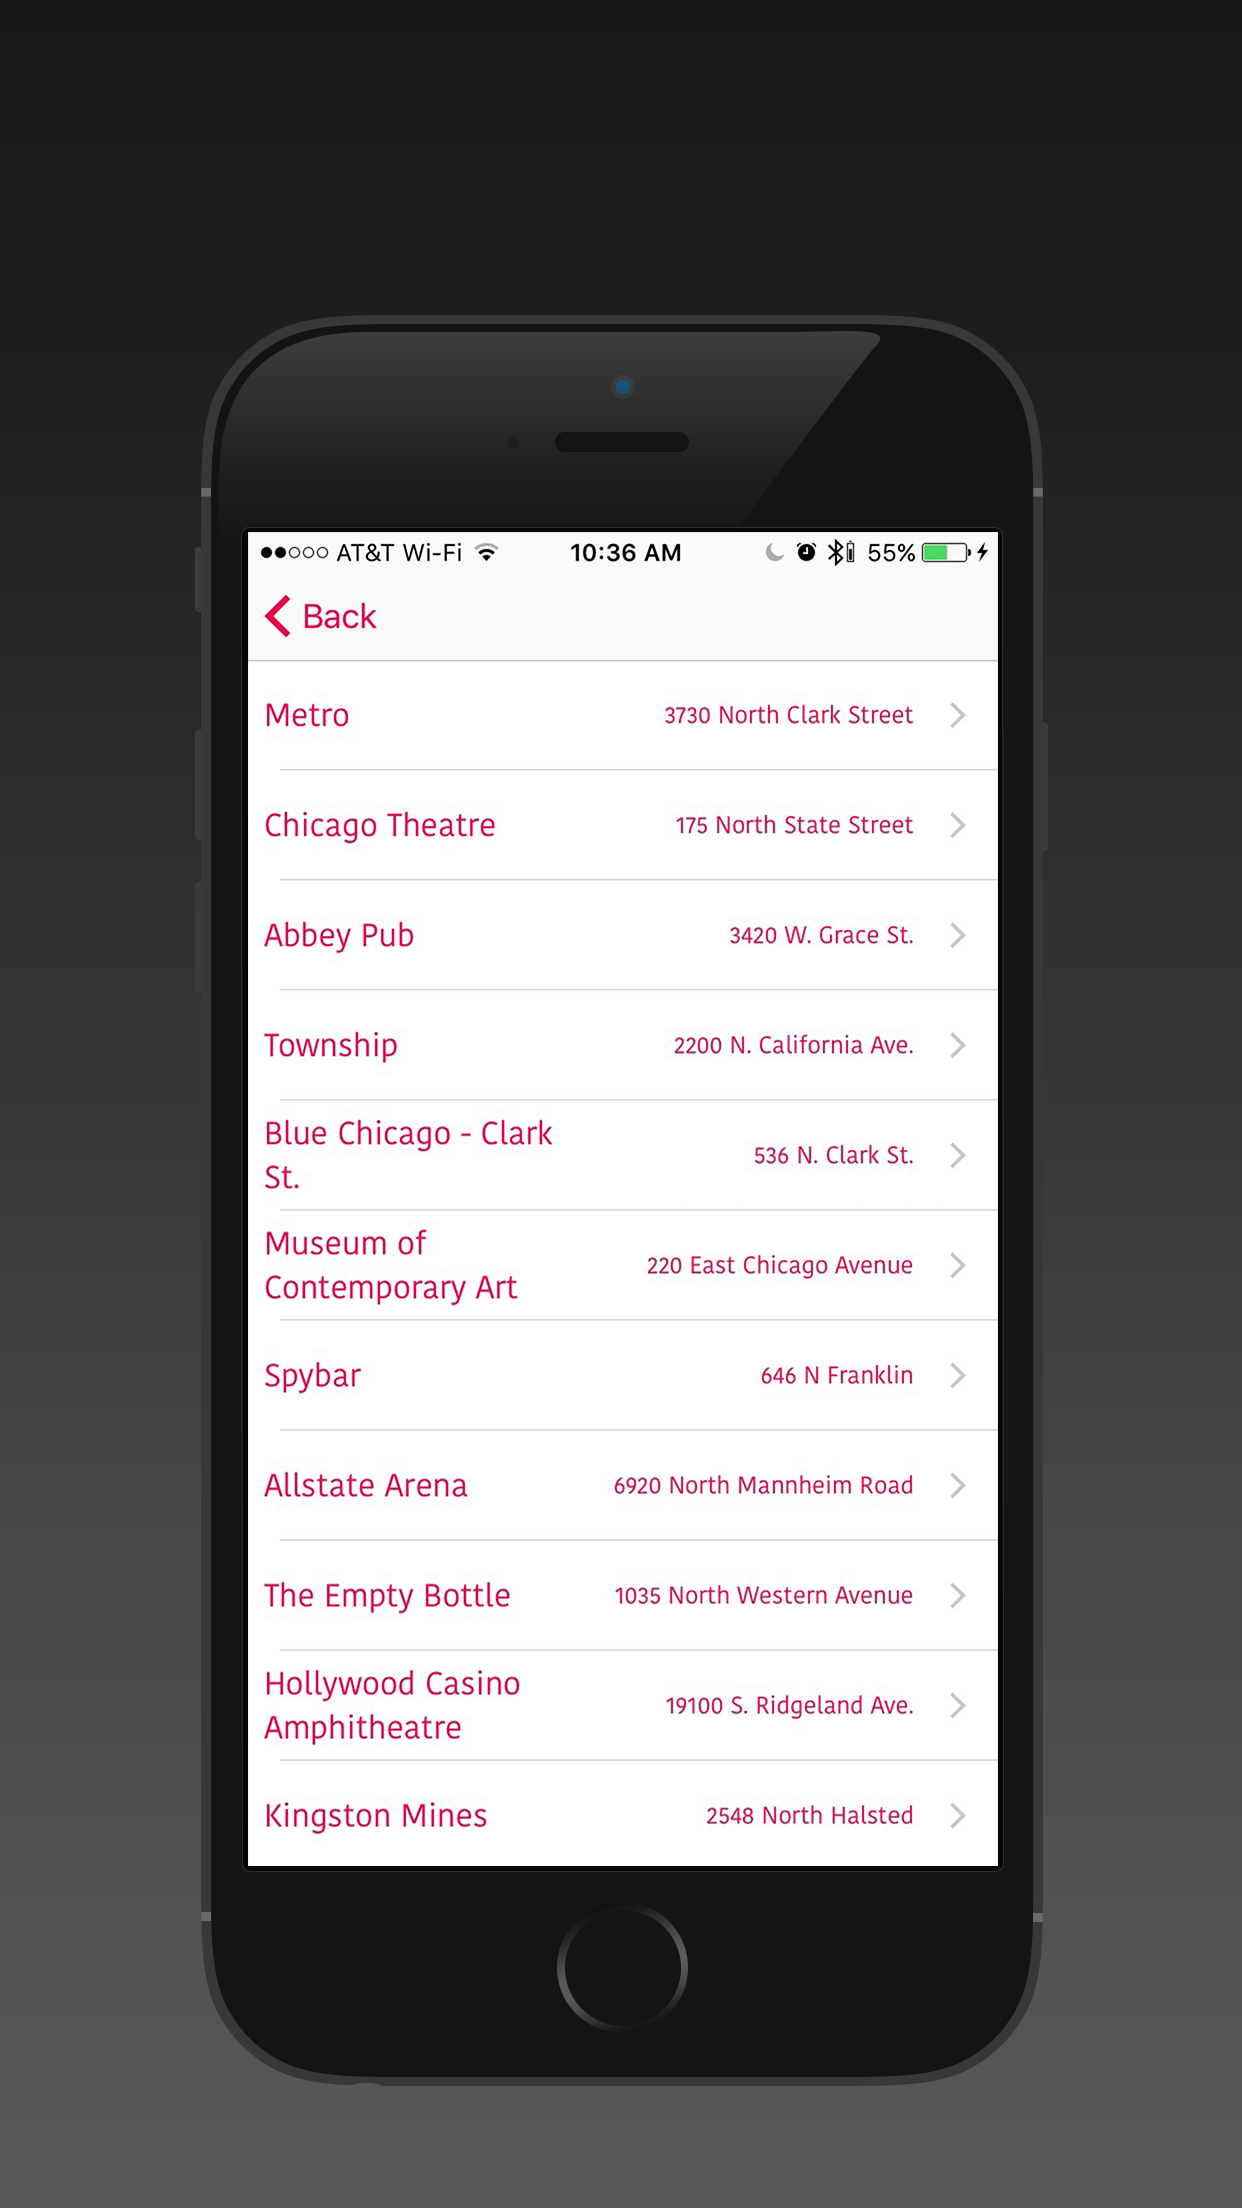 AT&T Wi-Fi 10:36 AM 55%
Back
Metro 3730 North Clark Street
Chicago Theatre 175 North State Street
Abbey Pub 3420 W. Grace St.
Township 2200 N. California Ave.
Blue Chicago - Clark
St. 536 N. Clark St.
Museum of
Contemporary Art 220 East Chicago Avenue
Spybar 646 N Franklin
Allstate Arena 6920 North Mannheim Road
The Empty Bottle 1035 North Western Avenue
Hollywood Casino
Amphitheatre 19100 S. Ridgeland Ave.
Kingston Mines 2548 North Halsted